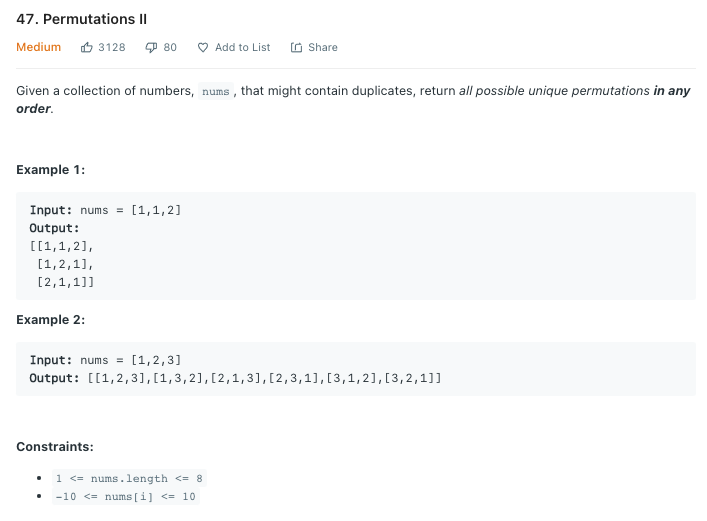 47. Permutations II
Medium 3128 80 Add to List Share
Given a collection of numbers, nums , that might contain duplicates, return all possible unique permutations in any
order.
Example 1:
Input: nums = [1,1,2]
Output:
[[1,1,2],
[1,2,1],
[2,1,1]]
Example 2:
Input: nums = [1,2,3]
Output: [[1,2,3],[1,3,2],[2,1,3],[2,3,1],[3,1,2],[3,2,1]]
Constraints:
• 1 <= nums.length <= 8
• -10 <= nums[i] <= 10